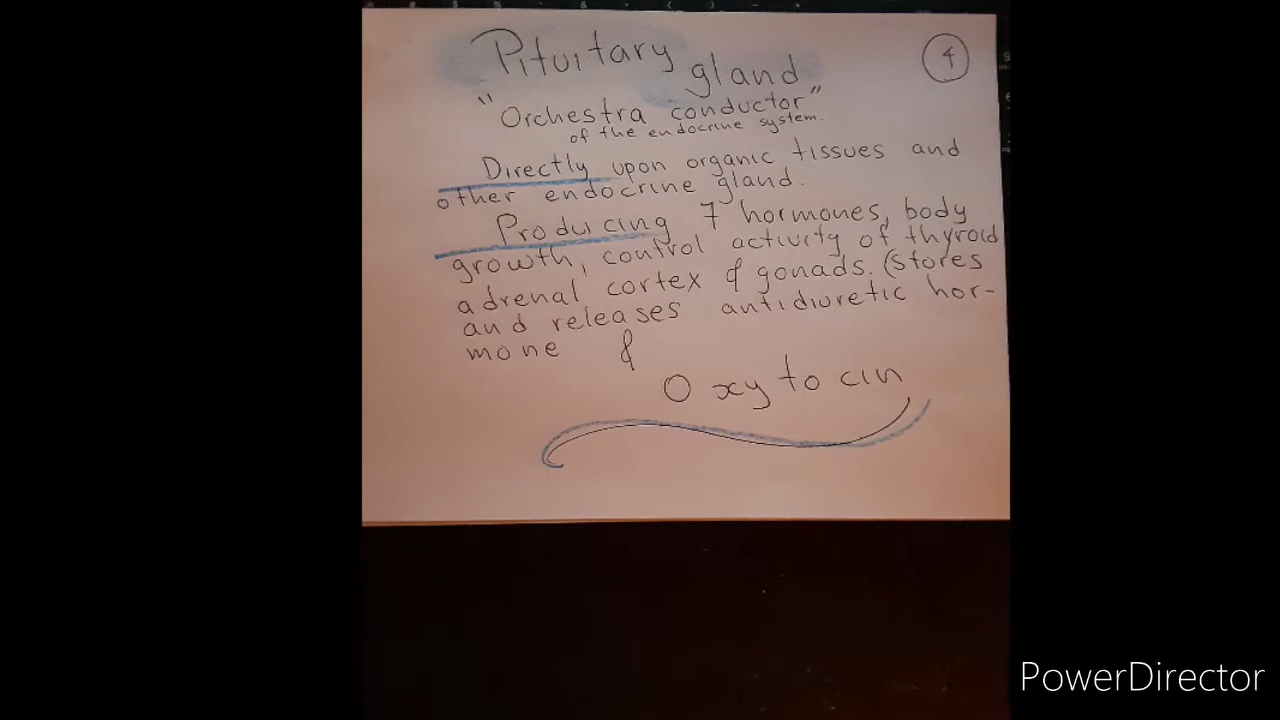 Pituitary gland
4
"Orchestra conductor"
of the endocrine system.
Directly upon organic tissues and
other endocrine gland.
Producing 7 hormones, body
growth, control activity of thyroid
adrenal cortex & gonads. (stores
and releases antidiuretic hor-
mone &
Oxytocin
PowerDirector